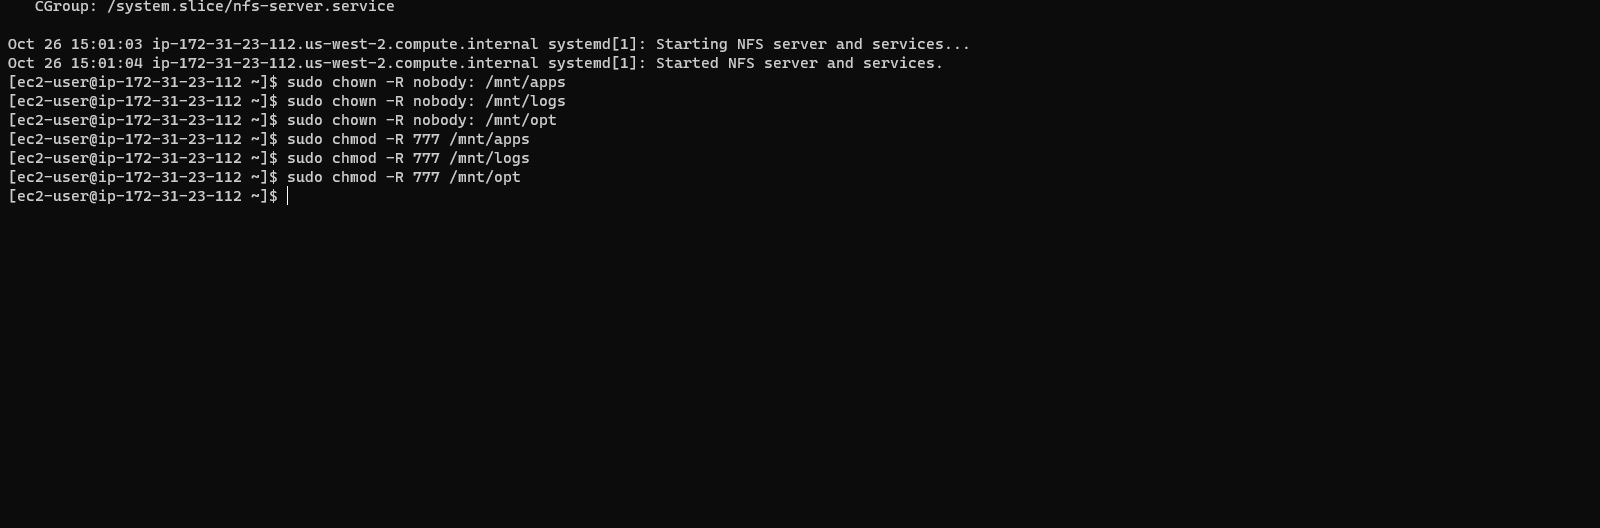 CGroup: /system.slice/nfs-server.service
Oct 26 15:01:03 ip-172-31-23-112.us-west-2.compute.internal systemd[1]: Starting NFS server and services...
Oct 26 15:01:04 ip-172-31-23-112.us-west-2.compute.internal systemd[1]: Started NFS server and services.
[ec2-user@ip-172-31-23-112 ~]$ sudo chown -R nobody: /mnt/apps
[ec2-user@ip-172-31-23-112 ~]$ sudo chown -R nobody: /mnt/logs
[ec2-user@ip-172-31-23-112 ~]$ sudo chown -R nobody: /mnt/opt
[ec2-user@ip-172-31-23-112 ~]$ sudo chmod -R 777 /mnt/apps
[ec2-user@ip-172-31-23-112 ~]$ sudo chmod -R 777 /mnt/logs
[ec2-user@ip-172-31-23-112 ~]$ sudo chmod -R 777 /mnt/opt
[ec2-user@ip-172-31-23-112 ~]$